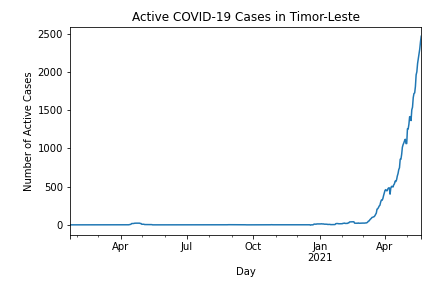 Active COVID-19 Cases in Timor-Leste
Number of Active Cases
2500
2000
1500
1000
500
0
Apr
Jul
Oct
Jan
2021
Apr
Day